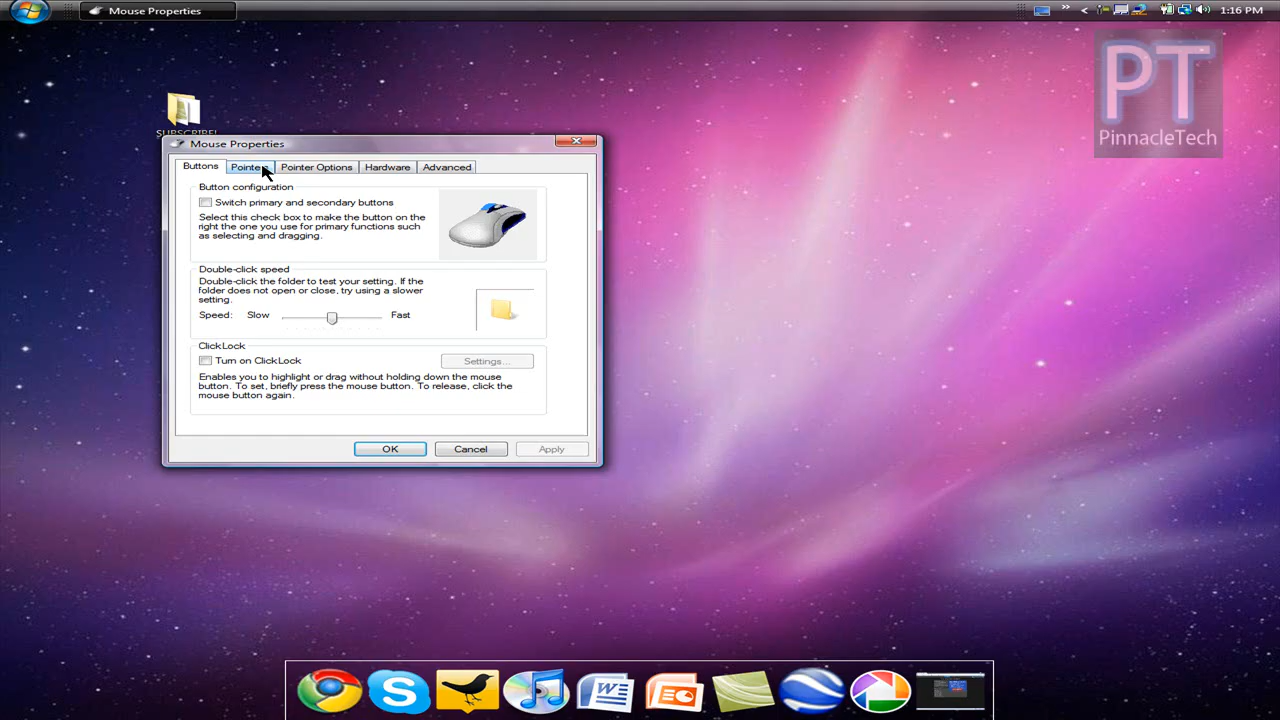 Mouse Properties
1:16 PM
PT
PinnacleTech
SUBSCRIBE!
Mouse Properties
Buttons
Pointers
Pointer Options
Hardware
Advanced
Button configuration
Switch primary and secondary buttons
Select this check box to make the button on the
right the one you use for primary functions such
as selecting and dragging.
Double-click speed
Double-click the folder to test your setting. If the
folder does not open or close, try using a slower
setting.
Speed: Slow Fast
ClickLock
Turn on ClickLock
Settings...
Enables you to highlight or drag without holding down the mouse
button. To set, briefly press the mouse button. To release, click the
mouse button again.
OK
Cancel
Apply